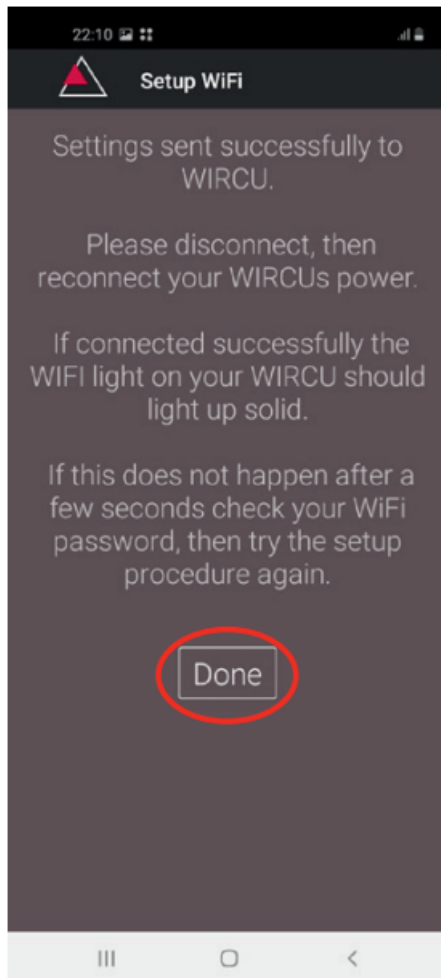 22:10
Setup WiFi
Settings sent successfully to
WIRCU.
Please disconnect, then
reconnect your WIRCUs power.
If connected successfully the
WIFI light on your WIRCU should
light up solid.
If this does not happen after a
few seconds check your WiFi
password, then try the setup
procedure again.
Done